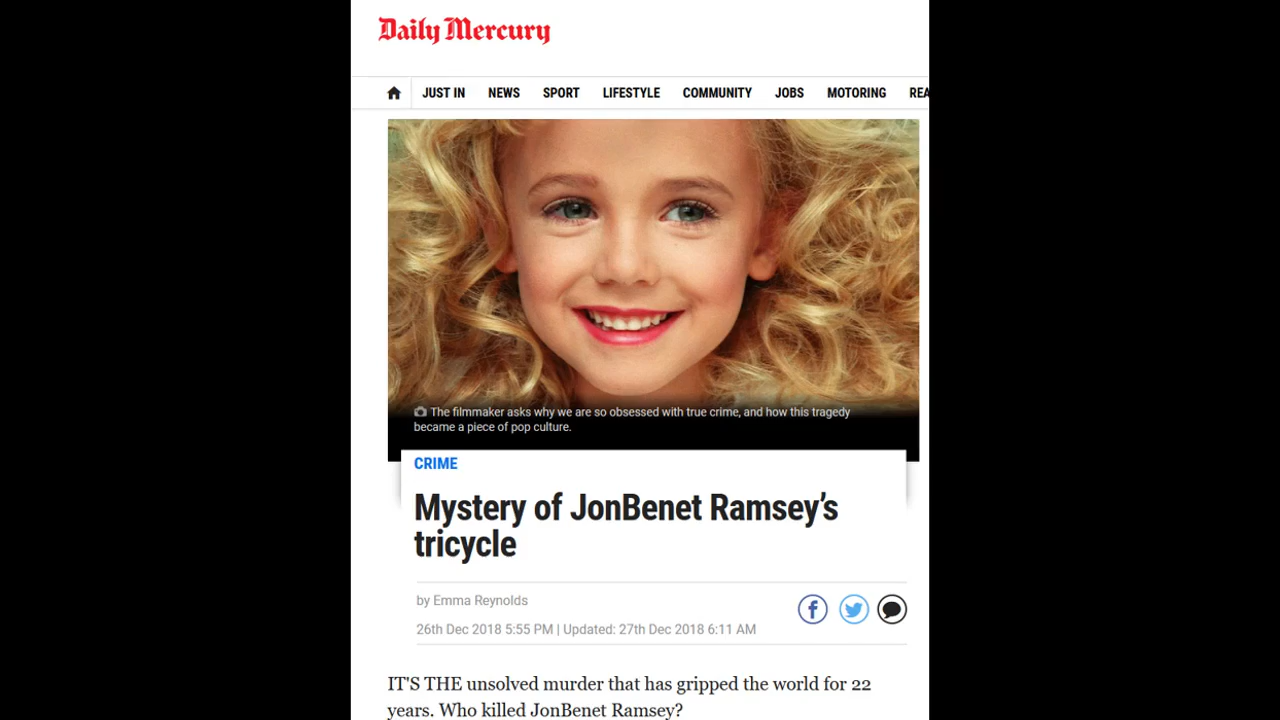 Daily Mercury
JUST IN NEWS SPORT LIFESTYLE COMMUNITY JOBS MOTORING REA
The filmmaker asks why we are so obsessed with true crime, and how this tragedy
became a piece of pop culture.
CRIME
Mystery of JonBenet Ramsey’s
tricycle
by Emma Reynolds
26th Dec 2018 5:55 PM | Updated: 27th Dec 2018 6:11 AM
IT'S THE unsolved murder that has gripped the world for 22
years. Who killed JonBenet Ramsey?